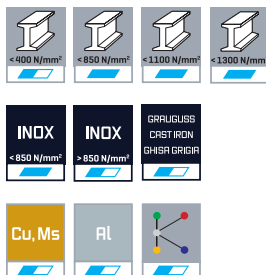 <400 N/mm²
<850 N/mm²
<1100 N/mm²
<1300 N/mm²
INOX
<850 N/mm²
INOX
>850 N/mm²
GRAUGUSS
CAST IRON
GHISA GRIGIA
Cu,Ms
Al